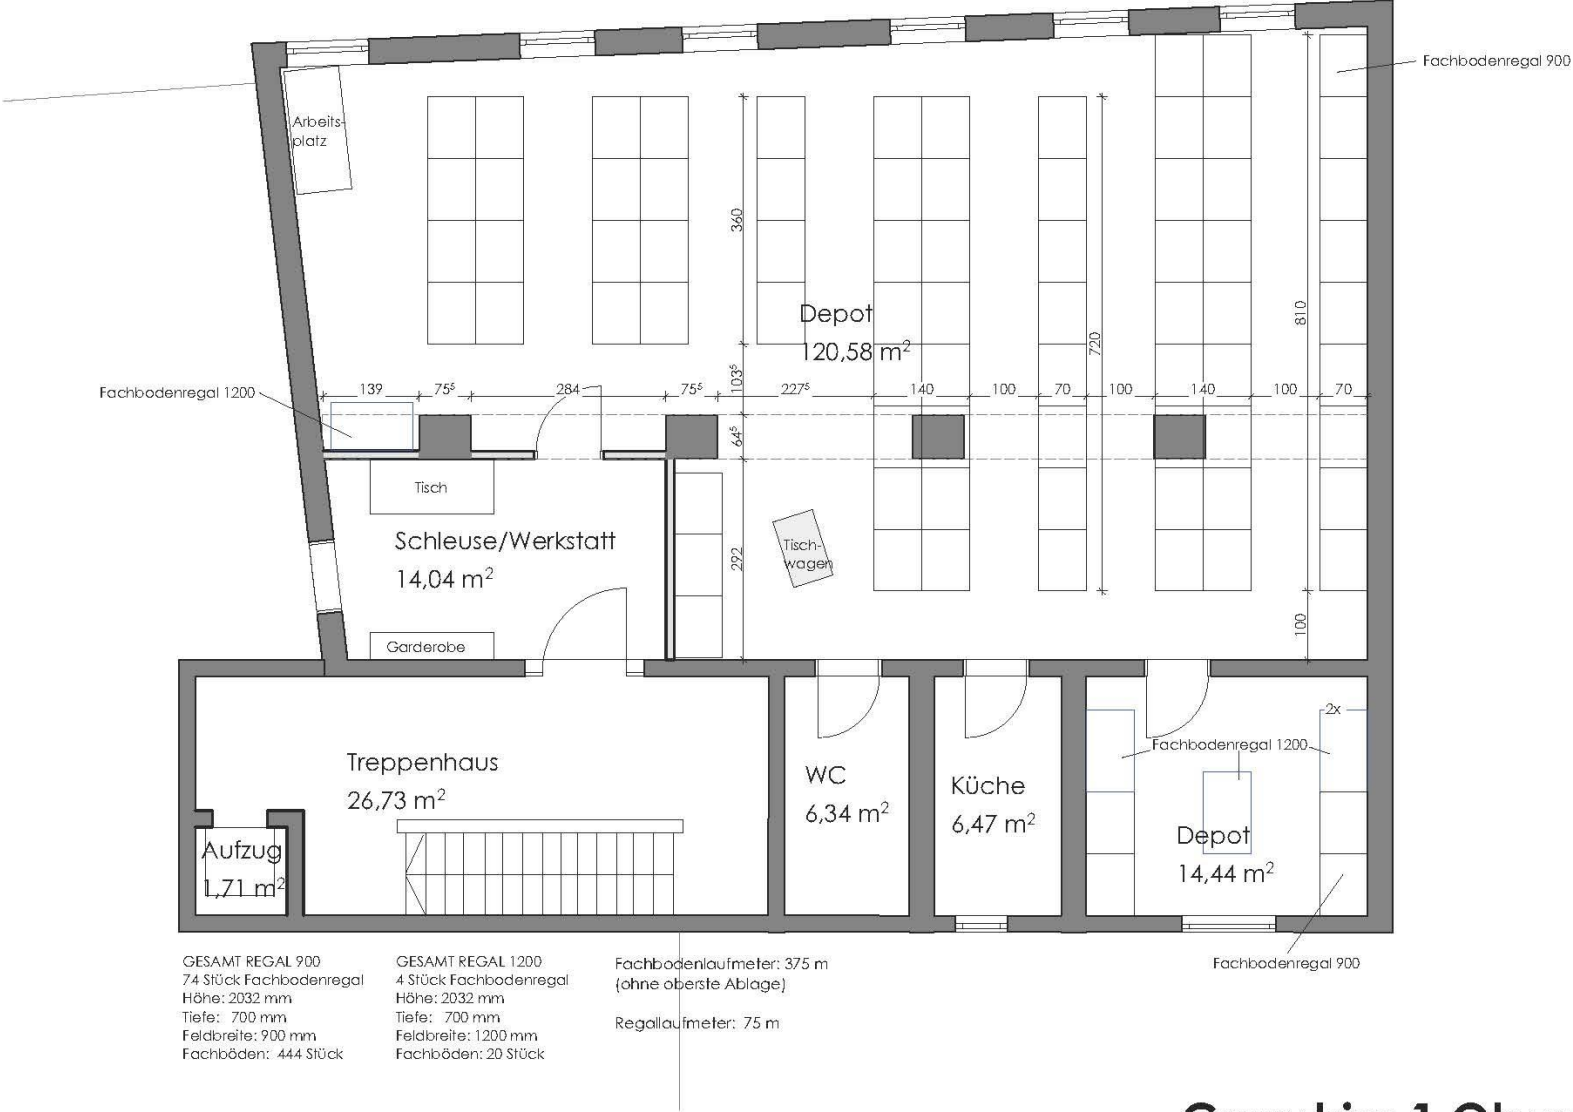 Fachbodenregal 900
Arbeits-
platz
360
Depot
120,58 m²
810
720
Fachbodenregal 1200
139
75⁵
284
75⁵
103⁵
227⁵
140
100
70
100
140
100
70
64⁵
Tisch
Schleuse/Werkstatt
14,04 m²
292
Tisch-
wagen
100
Garderobe
2x
Fachbodenregal 1200
Treppenhaus
26,73 m²
WC
6,34 m²
Küche
6,47 m²
Depot
14,44 m²
Aufzug
1,71 m²
Fachbodenregal 900
GESAMT REGAL 900
74 Stück Fachbodenregal
Höhe: 2032 mm
Tiefe: 700 mm
Feldbreite: 900 mm
Fachböden: 444 Stück
GESAMT REGAL 1200
4 Stück Fachbodenregal
Höhe: 2032 mm
Tiefe: 700 mm
Feldbreite: 1200 mm
Fachböden: 20 Stück
Fachbodenlaufmeter: 375 m
(ohne oberste Ablage)
Regallaufmeter: 75 m